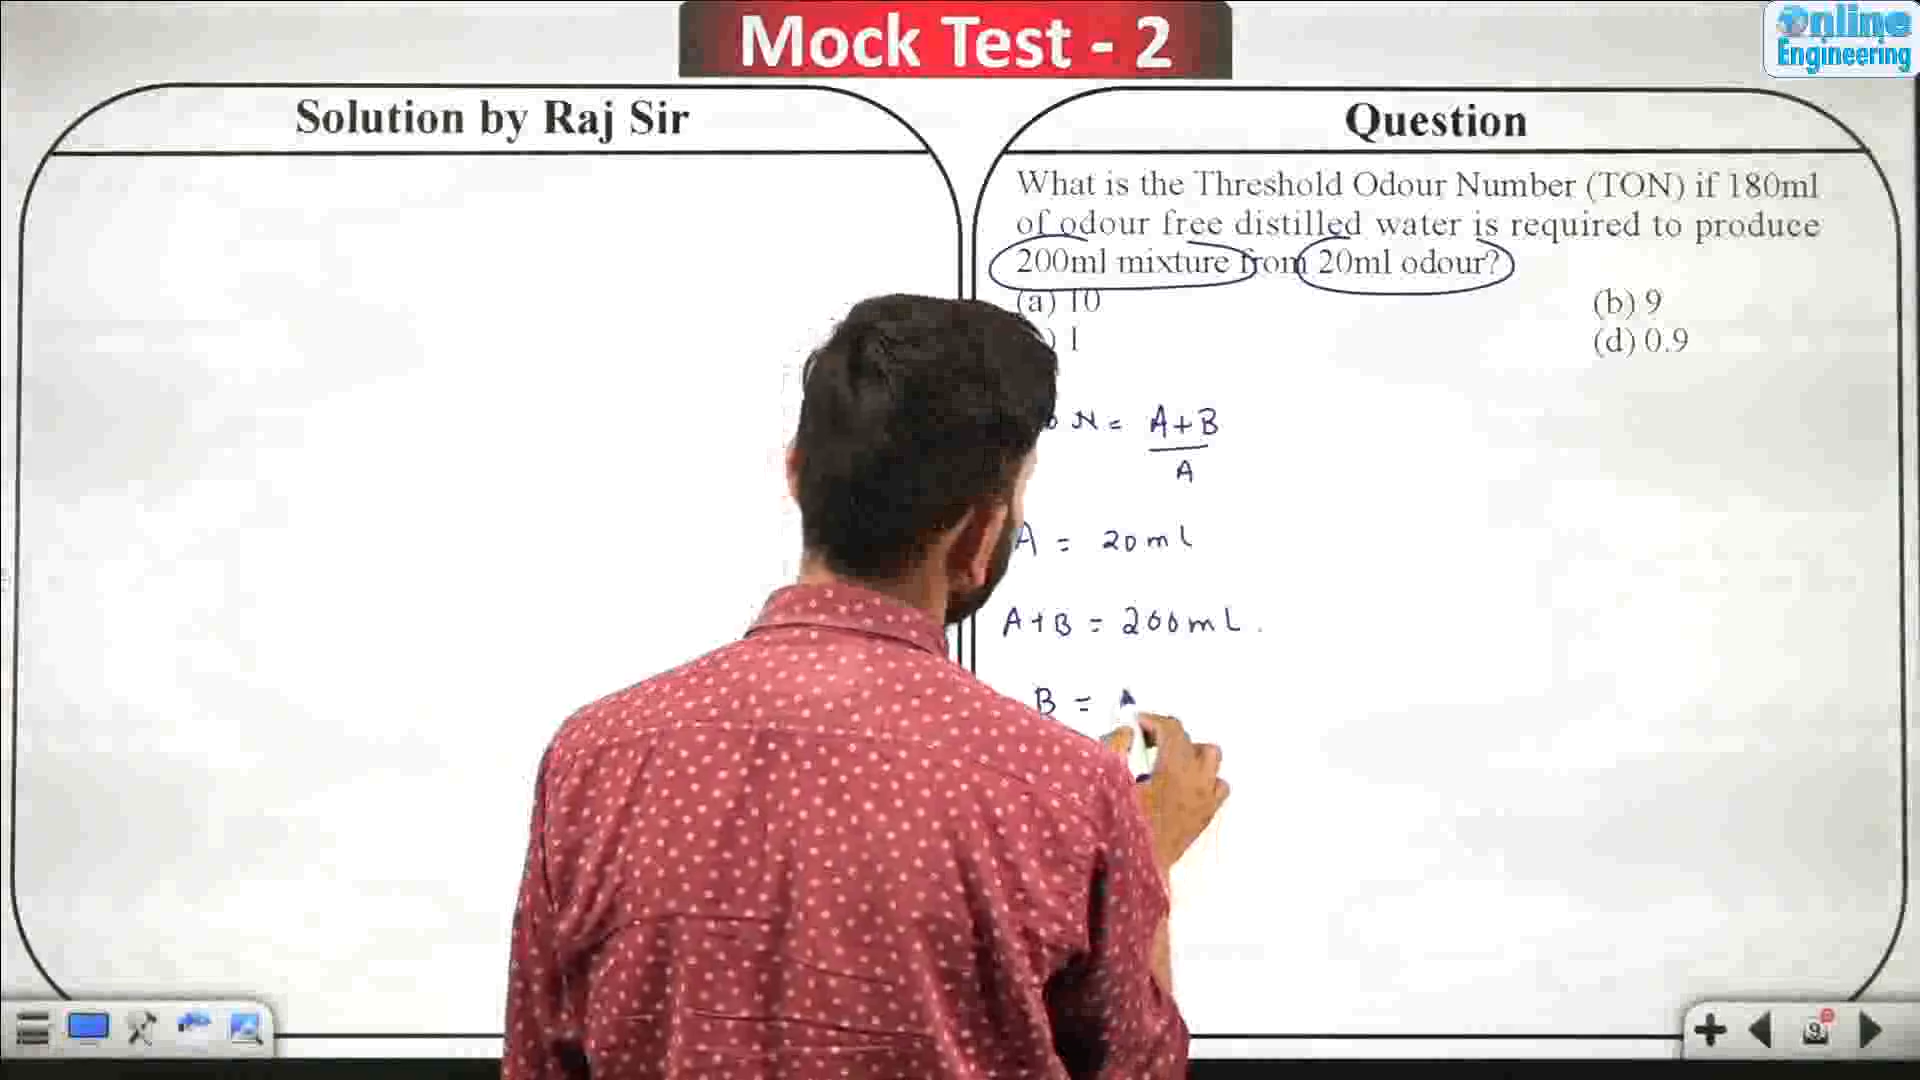 Mock Test - 2
Online
Engineering
Solution by Raj Sir
Question
What is the Threshold Odour Number (TON) if 180ml
of odour free distilled water is required to produce
200ml mixture from 20ml odour?
(a) 10
(b) 9
) 1
(d) 0.9
N = A+B
A
A = 20mL
A+B = 200mL.
B =
9